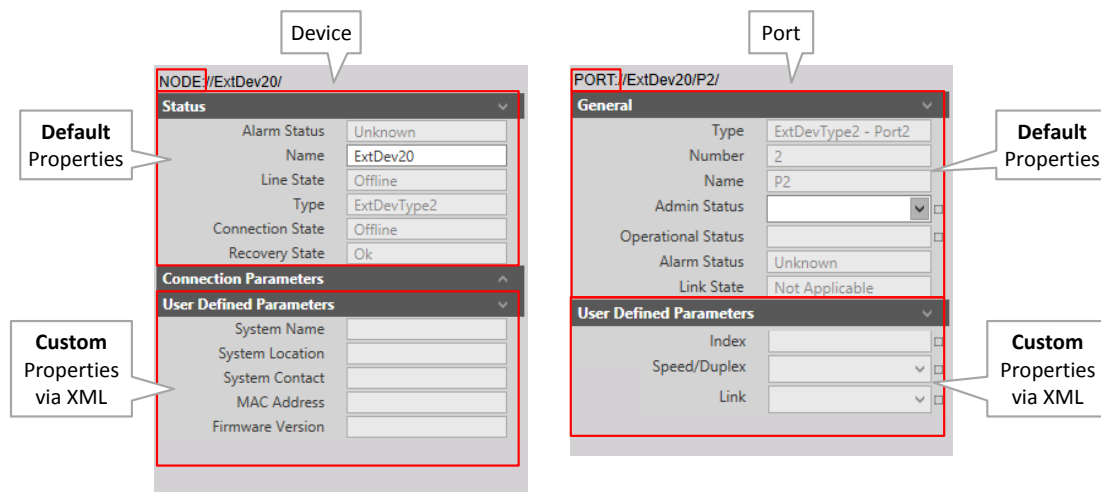 Device
Port
NODE://ExtDev20/
Status
Alarm Status Unknown
Name ExtDev20
Line State Offline
Type ExtDevType2
Connection State Offline
Recovery State Ok
Connection Parameters
User Defined Parameters
System Name
System Location
System Contact
MAC Address
Firmware Version
Default
Properties
Custom
Properties
via XML
PORT://ExtDev20/P2/
General
Type ExtDevType2 - Port2
Number 2
Name P2
Admin Status
Operational Status
Alarm Status Unknown
Link State Not Applicable
User Defined Parameters
Index
Speed/Duplex
Link
Default
Properties
Custom
Properties
via XML